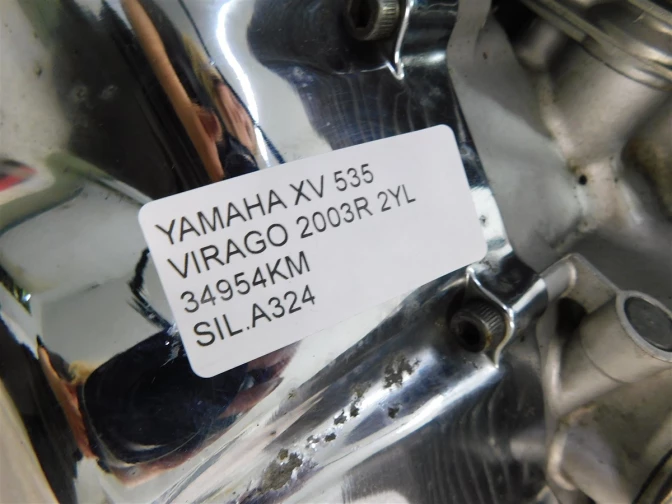 YAMAHA XV 535
VIRAGO 2003R 2YL
34954KM
SIL.A324